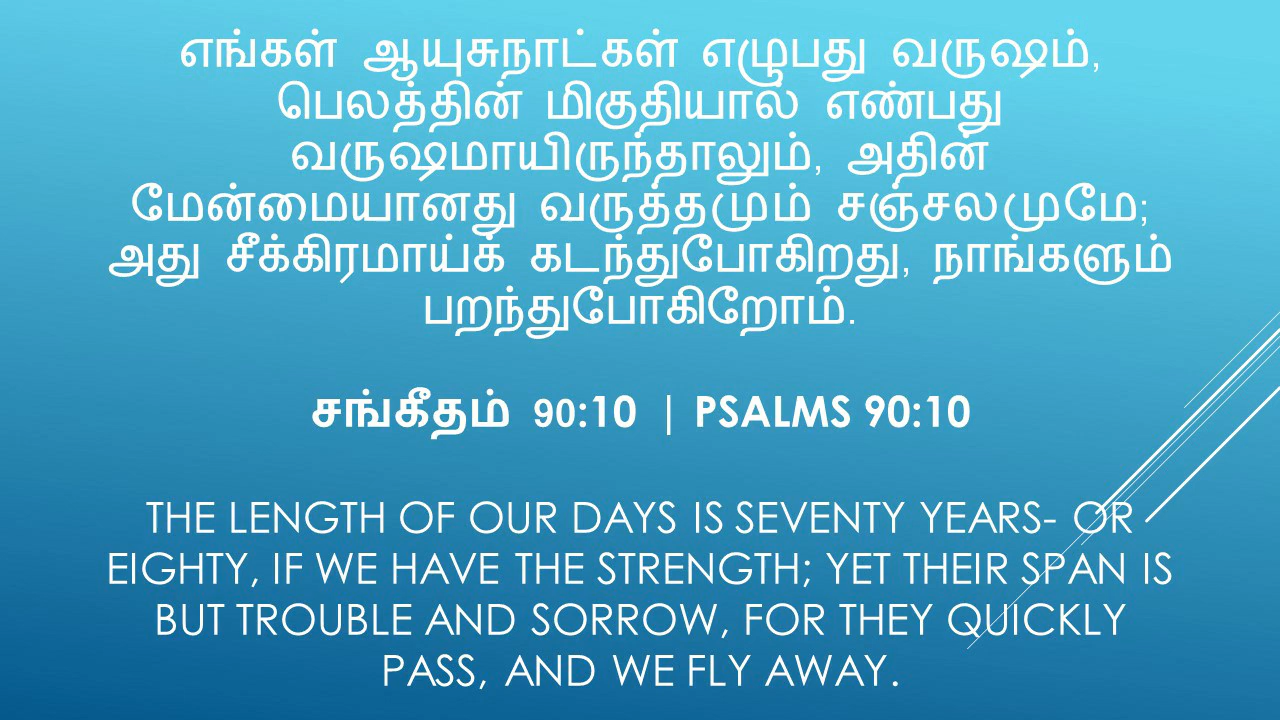 எங்கள் ஆயுசுநாட்கள் எழுபது வருஷம்,
பெலத்தின் மிகுதியால் எண்பது
வருஷமாயிருந்தாலும், அதின்
மேன்மையானது வருத்தமும் சஞ்சலமுமே;
அது சீக்கிரமாய்க் கடந்துபோகிறது, நாங்களும்
பறந்துபோகிறோம்.
சங்கீதம் 90:10 | PSALMS 90:10
THE LENGTH OF OUR DAYS IS SEVENTY YEARS- OR
EIGHTY, IF WE HAVE THE STRENGTH; YET THEIR SPAN IS
BUT TROUBLE AND SORROW, FOR THEY QUICKLY
PASS, AND WE FLY AWAY.